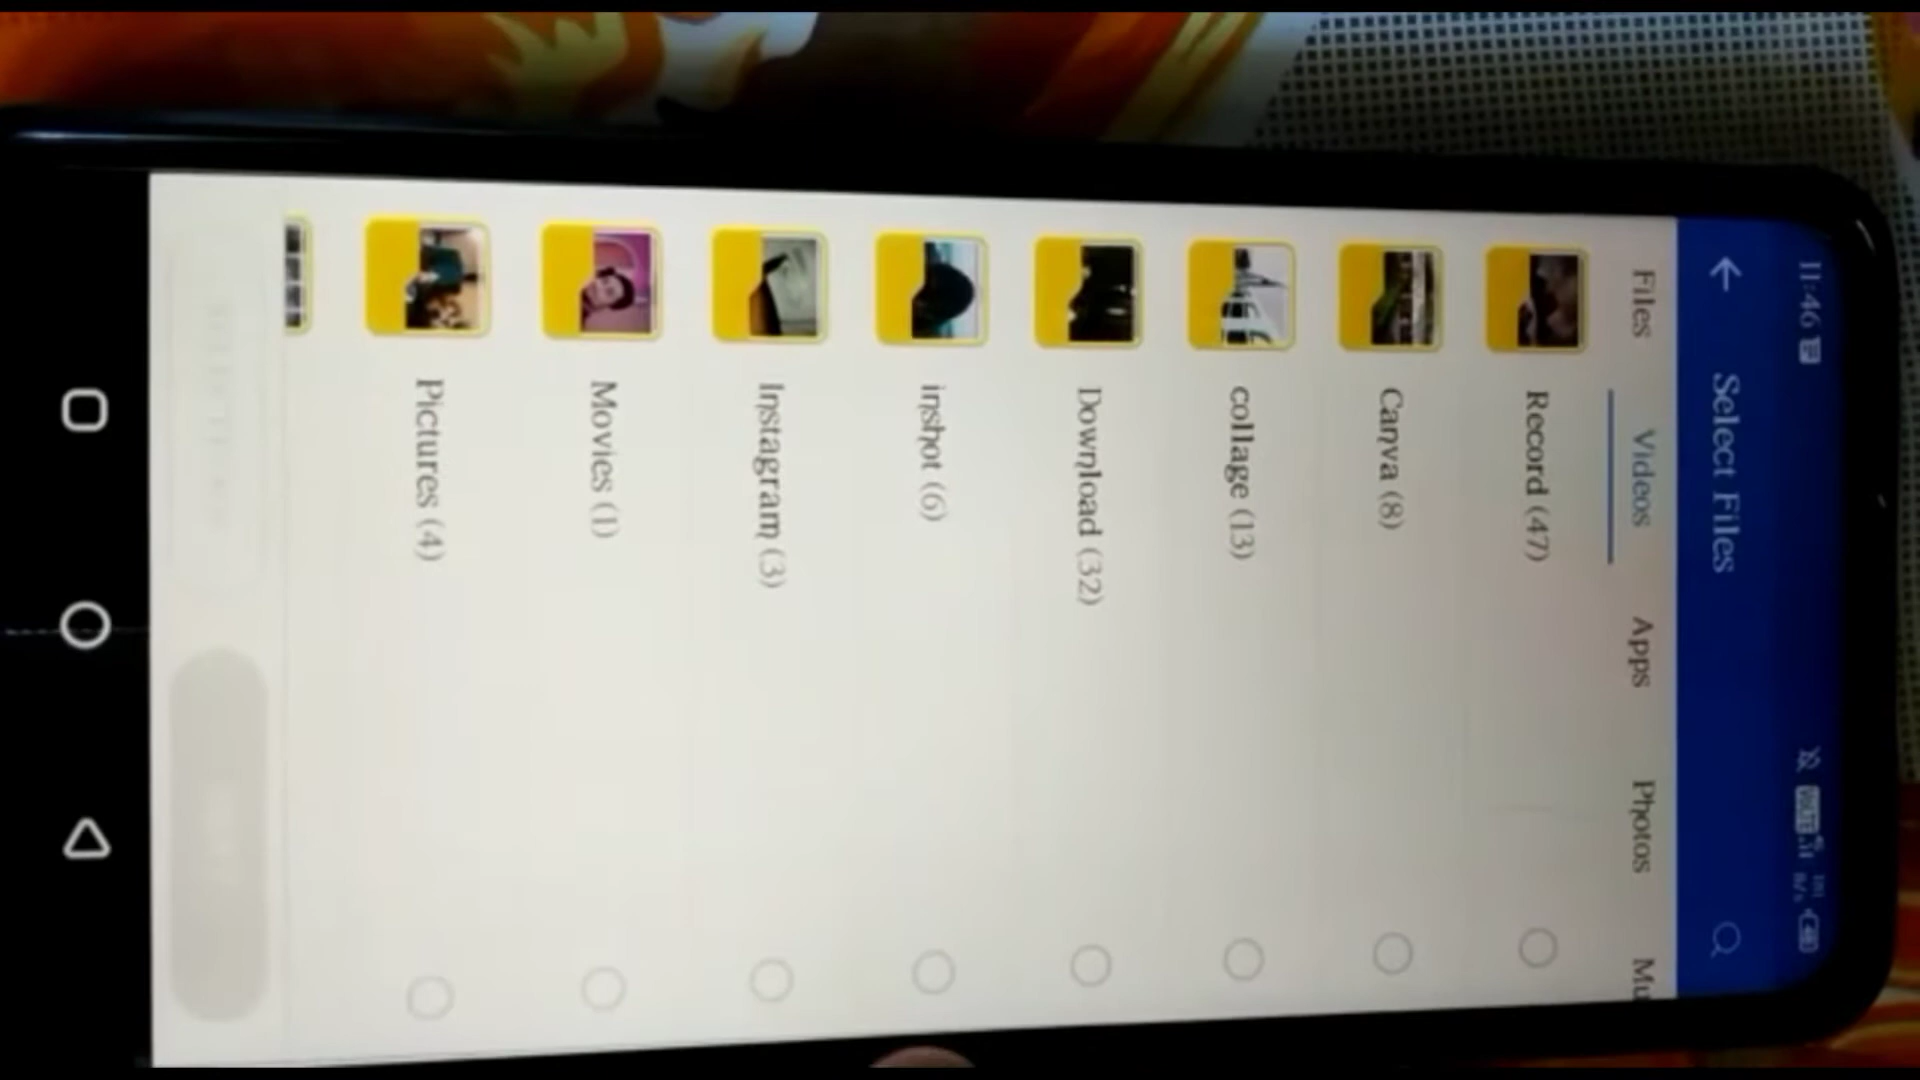 11:46
Select Files
Files Videos Apps Photos Mu
Record (47)
Canva (8)
collage (13)
Download (32)
inshot (6)
Instagram (3)
Movies (1)
Pictures (4)